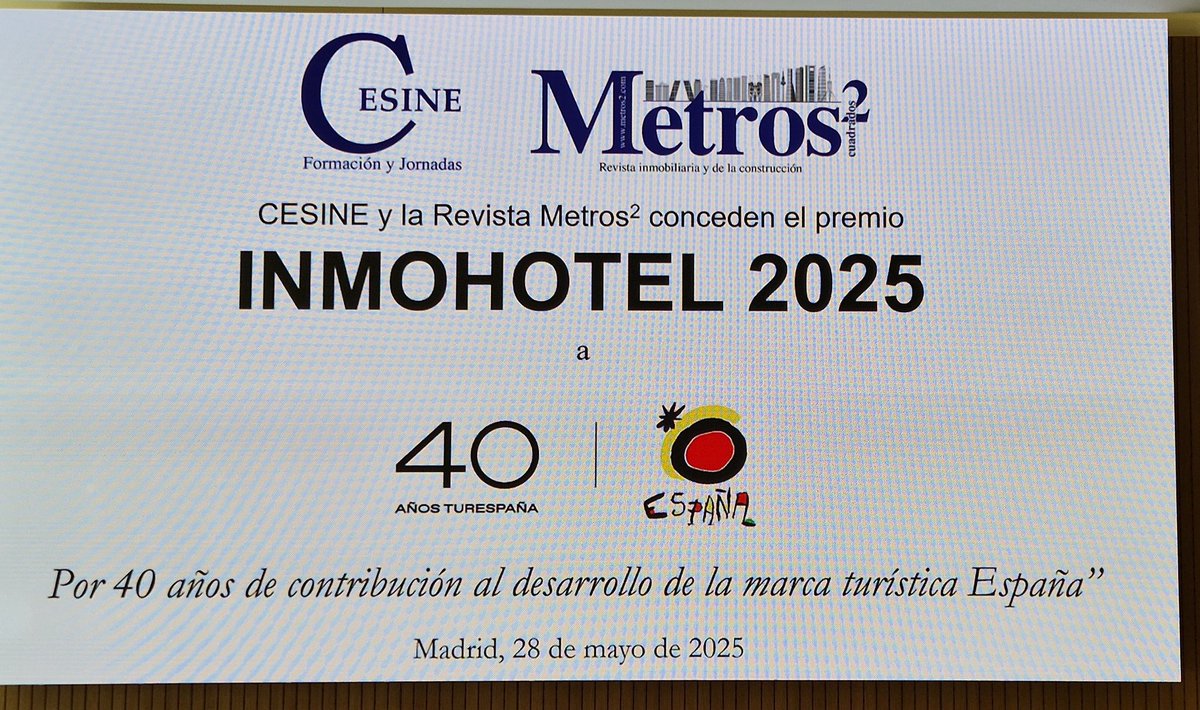 CESINE
Formación y Jornadas
www.metros2.com
Metros2
cuadrados
Revista inmobiliaria y de la construcción
CESINE y la Revista Metros² conceden el premio
INMOHOTEL 2025
a
40
AÑOS TURESPAÑA
ESPAÑA
Por 40 años de contribución al desarrollo de la marca turística España”
Madrid, 28 de mayo de 2025